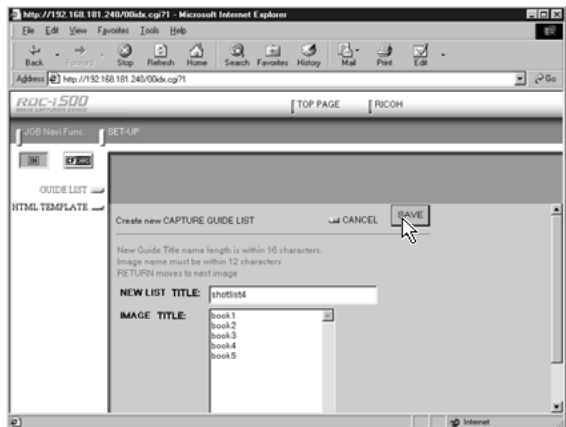 http://192.168.181.240/00idx.cgi?1 - Microsoft Internet Explorer
File Edit View Favorites Tools Help
Back Forward Stop Refresh Home Search Favorites History Mail Print Edit
Address http://192.168.181.240/00idx.cgi?1 Go
RDC-i500 TOP PAGE RICOH
IMAGE CAPTURING DEVICE
JOB Navi Func. SET-UP
GUIDE LIST
HTML TEMPLATE
Create new CAPTURE GUIDE LIST CANCEL SAVE
New Guide Title name length is within 16 characters.
Image name must be within 12 characters
RETURN moves to next image
NEW LIST TITLE: shotlist4
IMAGE TITLE: book1
book2
book3
book4
book5
Internet